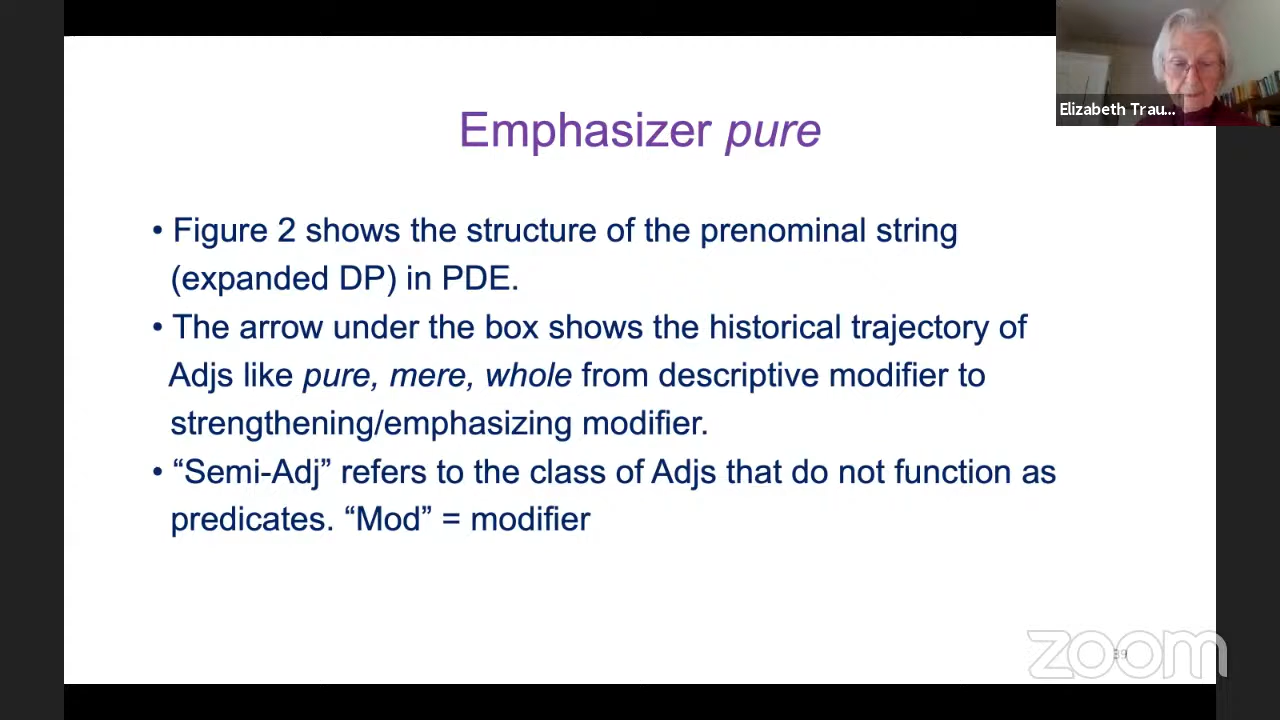 Elizabeth Trau...
Emphasizer pure
• Figure 2 shows the structure of the prenominal string
(expanded DP) in PDE.
• The arrow under the box shows the historical trajectory of
Adjs like pure, mere, whole from descriptive modifier to
strengthening/emphasizing modifier.
• “Semi-Adj” refers to the class of Adjs that do not function as
predicates. “Mod” = modifier
zoom